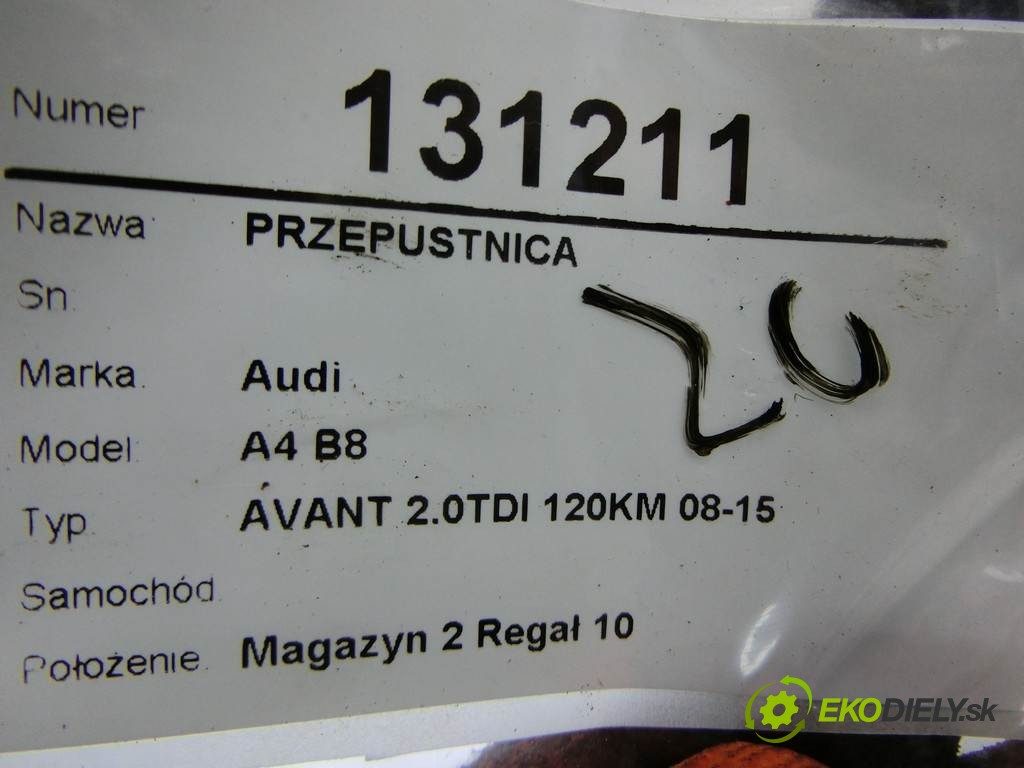 Numer 131211
Nazwa PRZEPUSTNICA
Sn.
Marka. Audi
Model. A4 B8
Typ. AVANT 2.0TDI 120KM 08-15
Samochód.
Położenie. Magazyn 2 Regał 10
EKODIELY.sk